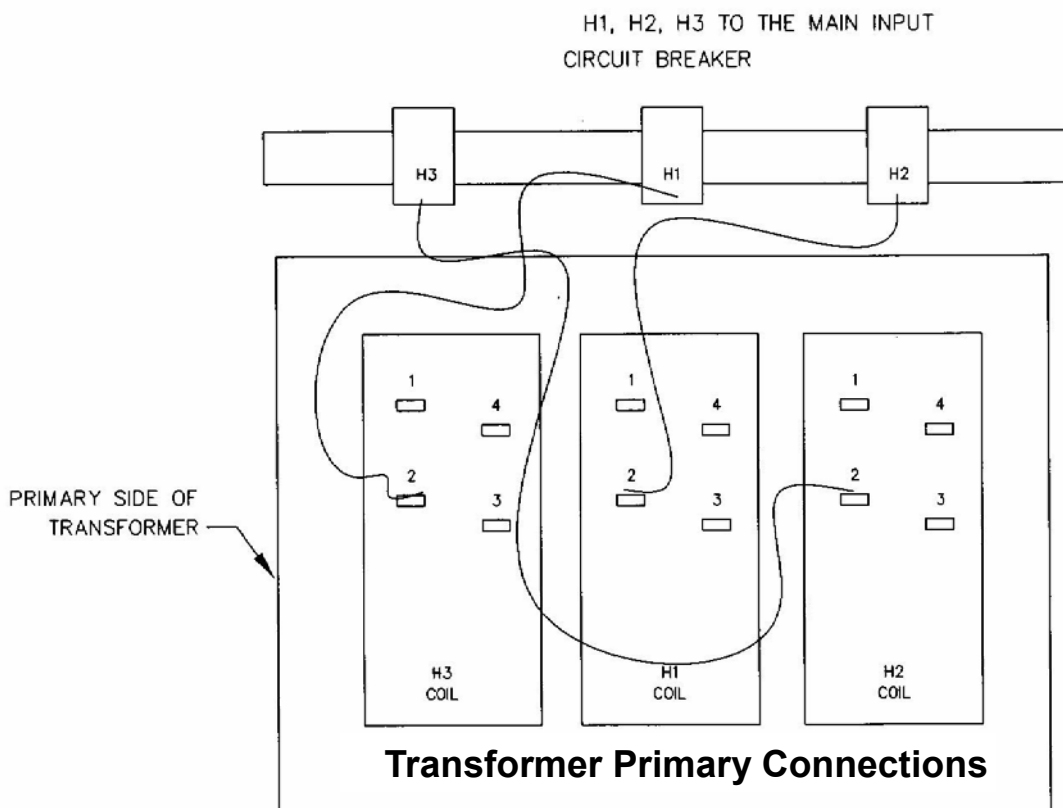 H1, H2, H3 TO THE MAIN INPUT
CIRCUIT BREAKER
H3
H1
H2
1
4
2
3
H3
COIL
1
4
2
3
H1
COIL
1
4
2
3
H2
COIL
PRIMARY SIDE OF
TRANSFORMER
Transformer Primary Connections